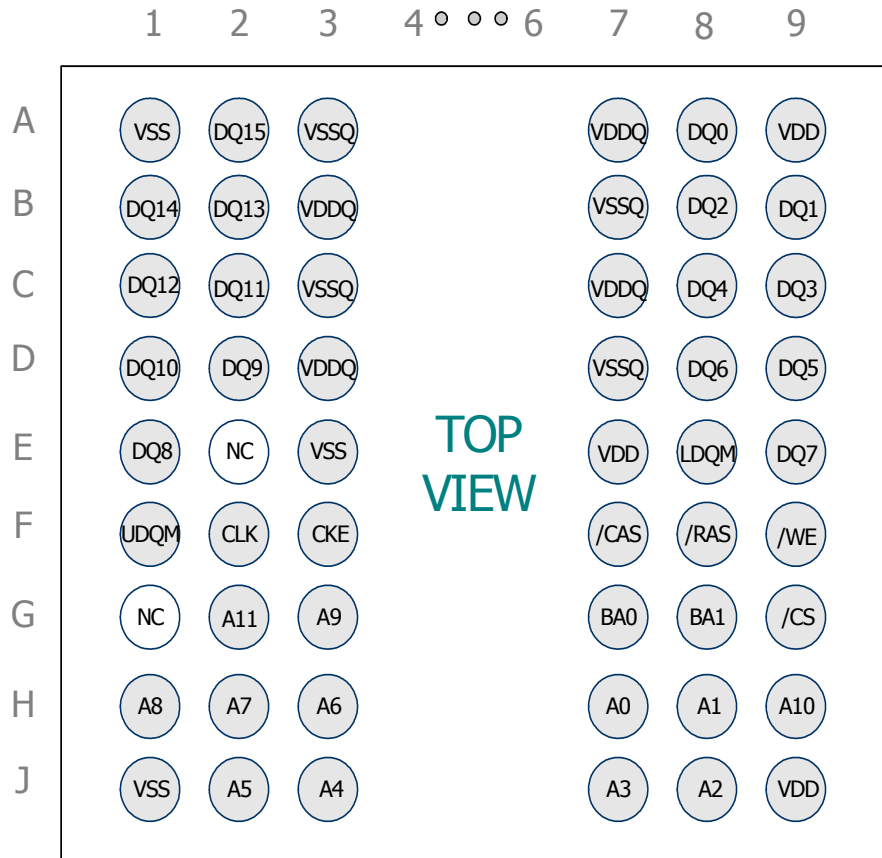 1 2 3 4 6 7 8 9
A VSS DQ15 VSSQ VDDQ DQ0 VDD
B DQ14 DQ13 VDDQ VSSQ DQ2 DQ1
C DQ12 DQ11 VSSQ VDDQ DQ4 DQ3
D DQ10 DQ9 VDDQ VSSQ DQ6 DQ5
E DQ8 NC VSS VDD LDQM DQ7
TOP
VIEW
F UDQM CLK CKE /CAS /RAS /WE
G NC A11 A9 BA0 BA1 /CS
H A8 A7 A6 A0 A1 A10
J VSS A5 A4 A3 A2 VDD